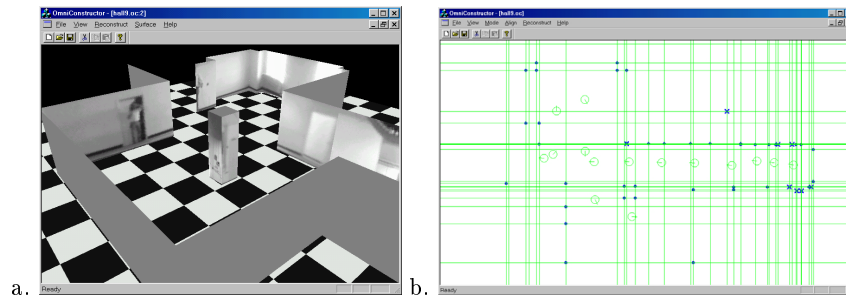 OmniConstructor - [hall9.oc:2]
File View Reconstruct Surface Help
Ready
a.
OmniConstructor - [hall9.oc]
File View Mode Align Reconstruct Help
Ready
b.